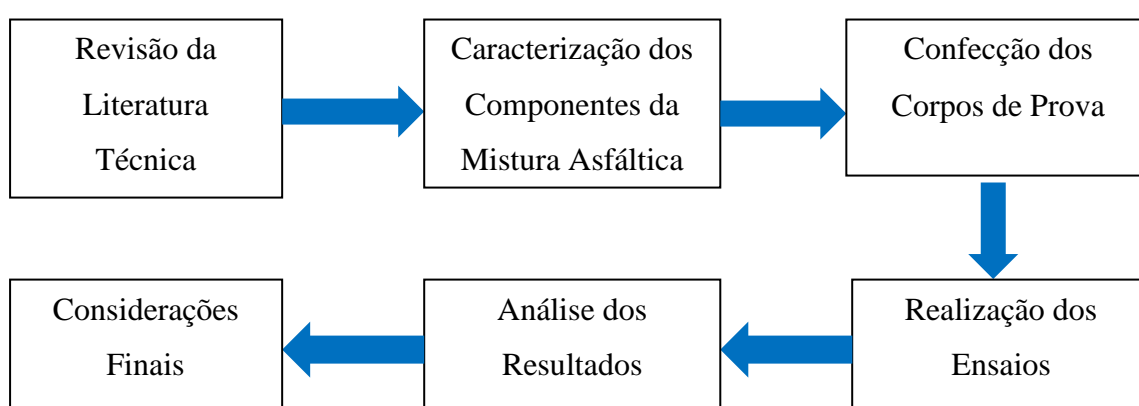 Revisão da
Literatura
Técnica
Caracterização dos
Componentes da
Mistura Asfáltica
Confecção dos
Corpos de Prova
Realização dos
Ensaios
Análise dos
Resultados
Considerações
Finais